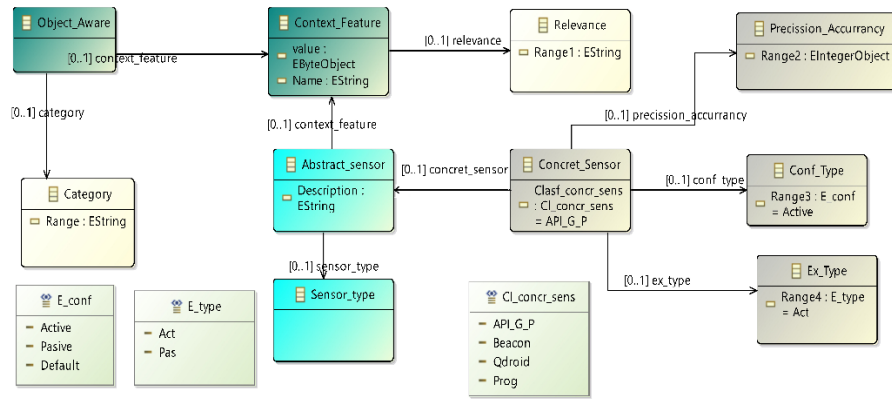 Object_Aware
Context_Feature
value :
EByteObject
Name : EString
Relevance
Range1 : EString
Precission_Accurrancy
Range2 : EIntegerObject
[0..1] context_feature
[0..1] relevance
[0..1] category
[0..1] context_feature
[0..1] precission_accurrancy
Category
Range : EString
Abstract_sensor
Description :
EString
[0..1] concret_sensor
Concret_Sensor
Clasf_concr_sens
: Cl_concr_sens
= API_G_P
[0..1] conf_type
Conf_Type
Range3 : E_conf
= Active
[0..1] sensor_type
Sensor_type
[0..1] ex_type
Ex_Type
Range4 : E_type
= Act
E_conf
Active
Pasive
Default
E_type
Act
Pas
Cl_concr_sens
API_G_P
Beacon
Qdroid
Prog